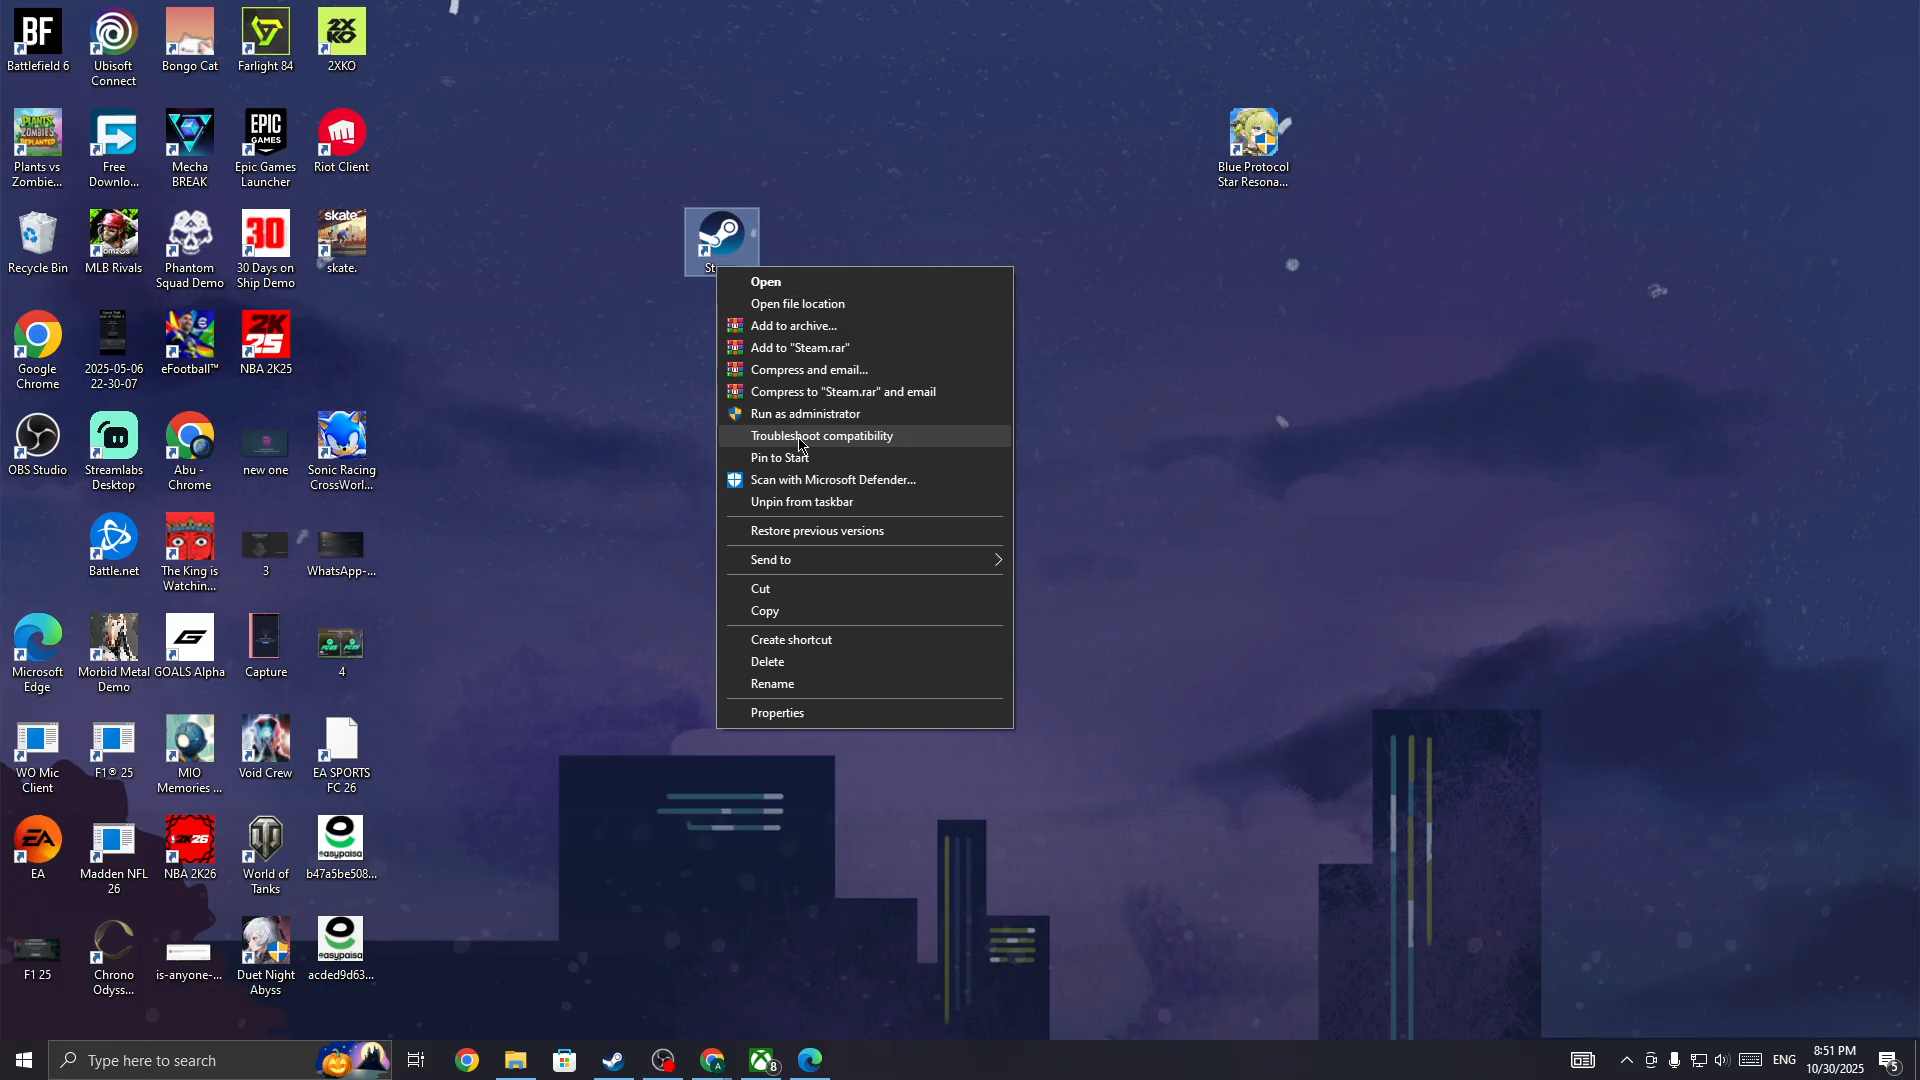 Battlefield 6
Ubisoft
Connect
Bongo Cat
Farlight 84
2XKO
Plants vs
Zombie...
Free
Downlo...
Mecha
BREAK
Epic Games
Launcher
Riot Client
Blue Protocol
Star Resona...
Recycle Bin
MLB Rivals
Phantom
Squad Demo
30 Days on
Ship Demo
skate.
St
Google
Chrome
2025-05-06
22-30-07
eFootball™
NBA 2K25
OBS Studio
Streamlabs
Desktop
Abu -
Chrome
new one
Sonic Racing
CrossWorl...
Battle.net
The King is
Watchin...
3
WhatsApp-...
Microsoft
Edge
Morbid Metal
Demo
GOALS Alpha
Capture
4
WO Mic
Client
F1® 25
MIO
Memories ...
Void Crew
EA SPORTS
FC 26
EA
Madden NFL
26
NBA 2K26
World of
Tanks
b47a5be508...
F1 25
Chrono
Odyss...
is-anyone-...
Duet Night
Abyss
acded9d63...
Open
Open file location
Add to archive...
Add to "Steam.rar"
Compress and email...
Compress to "Steam.rar" and email
Run as administrator
Troubleshoot compatibility
Pin to Start
Scan with Microsoft Defender...
Unpin from taskbar
Restore previous versions
Send to
Cut
Copy
Create shortcut
Delete
Rename
Properties
Type here to search
8
ENG
8:51 PM
10/30/2025
5